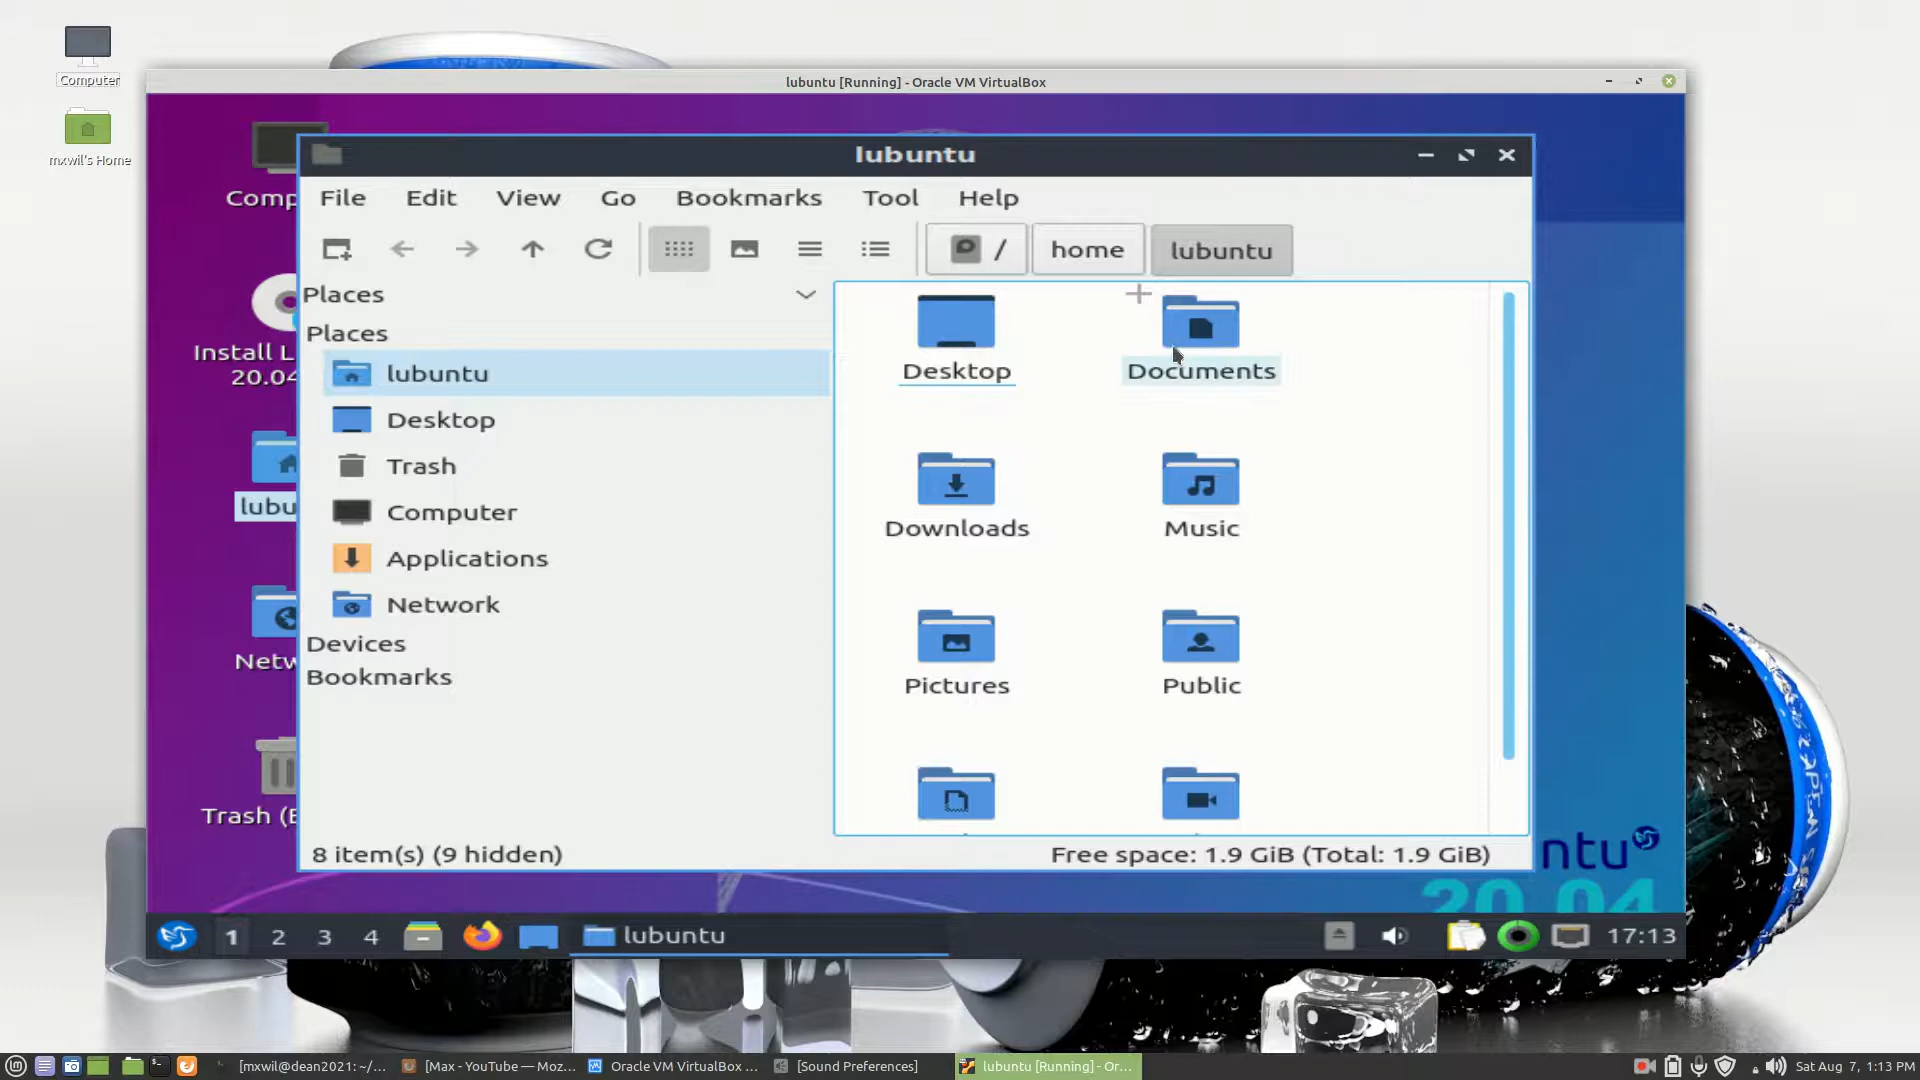 Computer
mxwil's Home
lubuntu [Running] - Oracle VM VirtualBox
Comp
Install L
20.04
lubu
Netw
Trash (E
lubuntu
File Edit View Go Bookmarks Tool Help
/ home lubuntu
Places
Places
lubuntu
Desktop
Trash
Computer
Applications
Network
Devices
Bookmarks
Desktop
Documents
Downloads
Music
Pictures
Public
8 item(s) (9 hidden)
Free space: 1.9 GiB (Total: 1.9 GiB)
ntu
20.04
1 2 3 4 lubuntu 17:13
[mxwil@dean2021: ~/... [Max - YouTube — Moz... Oracle VM VirtualBox ... [Sound Preferences] lubuntu [Running] - Or... Sat Aug 7, 1:13 PM